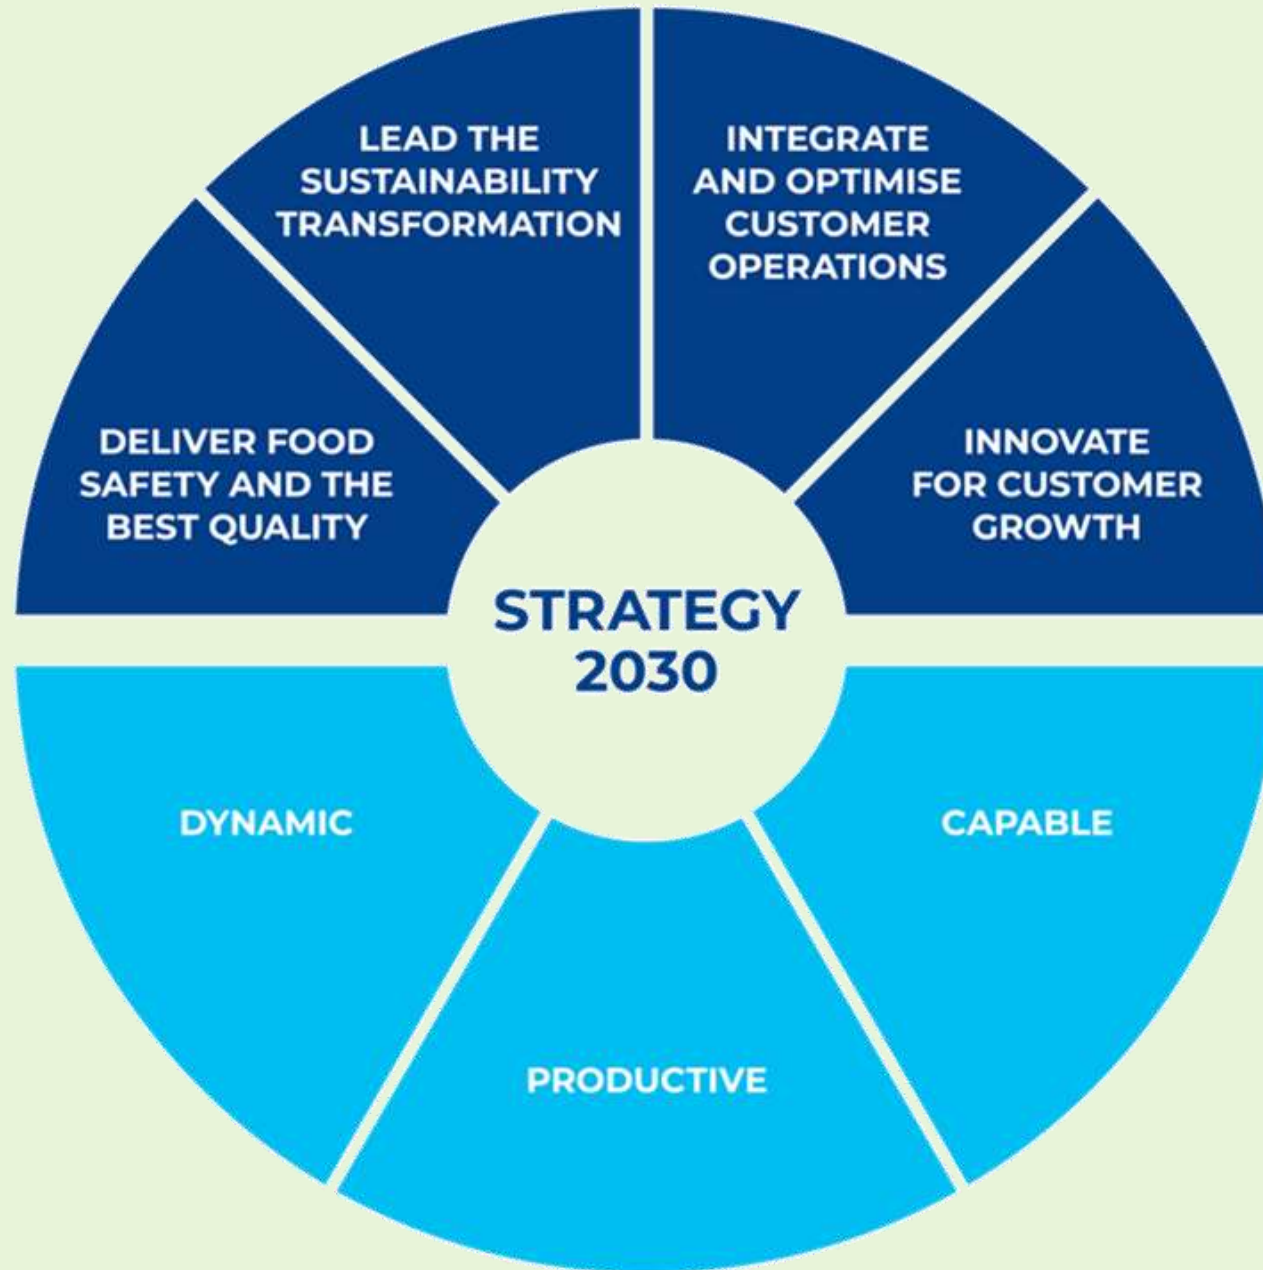 LEAD THE
SUSTAINABILITY
TRANSFORMATION
INTEGRATE
AND OPTIMISE
CUSTOMER
OPERATIONS
DELIVER FOOD
SAFETY AND THE
BEST QUALITY
INNOVATE
FOR CUSTOMER
GROWTH
STRATEGY
2030
DYNAMIC
CAPABLE
PRODUCTIVE